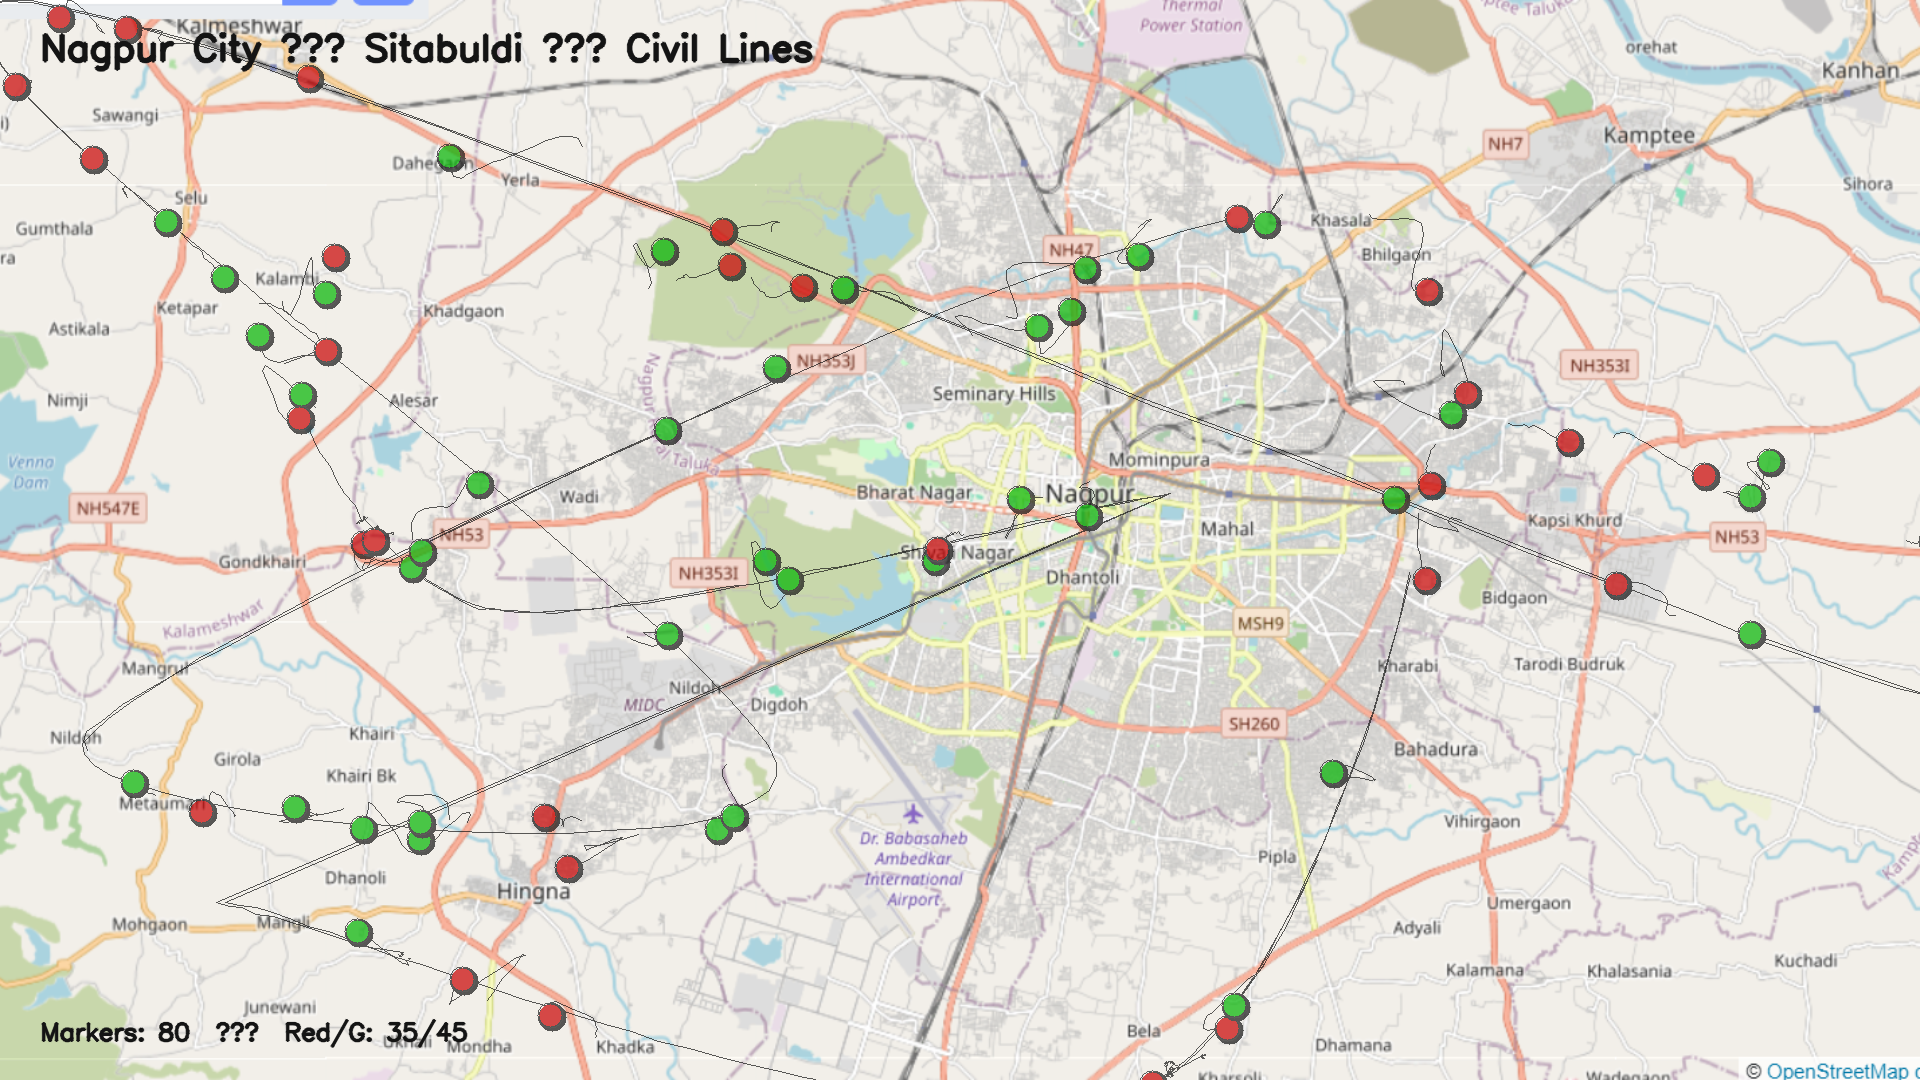 Thermal
Power Station
Kamptee Taluka
orehat
Kalmeshwar
Nagpur City ??? Sitabuldi ??? Civil Lines
Kanhan
Sawangi
i)
Kamptee
NH7
Dahegaon
Yerla
Sihora
Selu
Gumthala
Khasala
ra
NH47
Bhilgaon
Kalambi
Ketapar
Khadgaon
Astikala
NH353J
NH353I
Nagpur
Seminary Hills
Nimji
Alesar
Mominpura
Venna
Dam
Wadi
Bharat Nagar
Nagpur
NH547E
Mahal
Kapsi Khurd
NH53
NH53
Gondkhairi
Shivaji Nagar
NH353I
Dhantoli
Bidgaon
Kalameshwar
MSH9
Mangrul
Kharabi
Tarodi Budruk
Nildoh
MIDC
Digdoh
SH260
Nildoh
Khairi
Bahadura
Girola
Khairi Bk
Metaumari
Vihirgaon
Dr. Babasaheb
Ambedkar
International
Airport
Pipla
Dhanoli
Hingna
Umergaon
Mohgaon
Mangli
Adyali
Kuchadi
Kalamana
Khalasania
Junewani
Markers: 80 ??? Red/G: 35/45
Bela
Mondha
Khadka
Dhamana
Kharsoli
Wadegaon
© OpenStreetMap